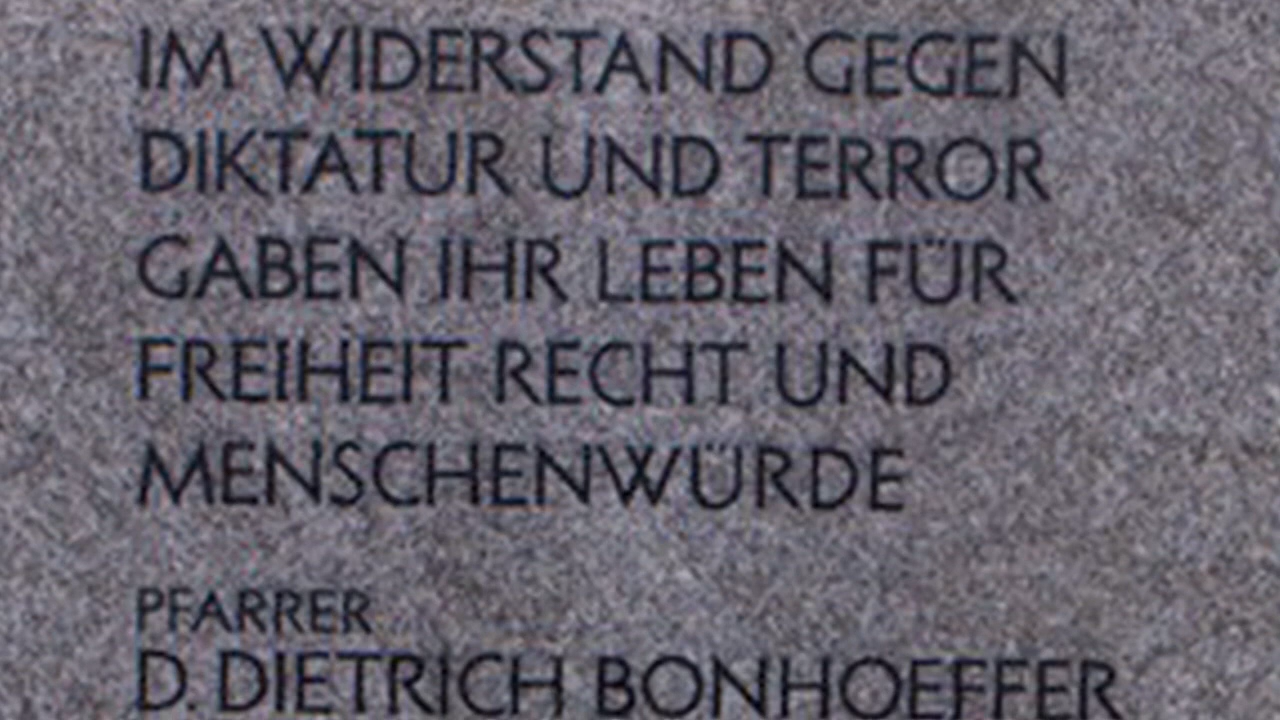 IM WIDERSTAND GEGEN
DIKTATUR UND TERROR
GABEN IHR LEBEN FÜR
FREIHEIT RECHT UND
MENSCHENWÜRDE
PFARRER
D. DIETRICH BONHOEFFER